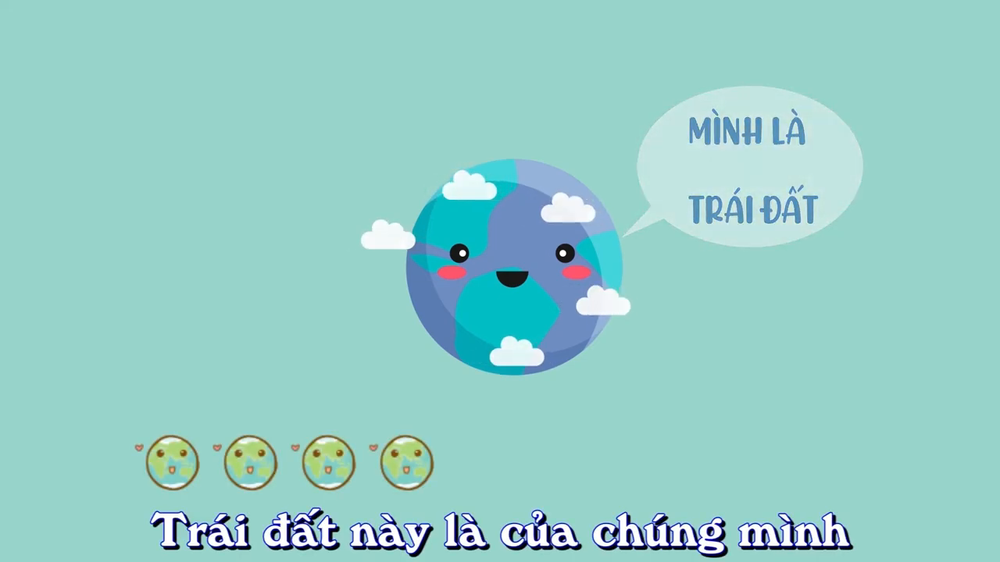 MÌNH LÀ
TRÁI ĐẤT
Trái đất này là của chúng mình